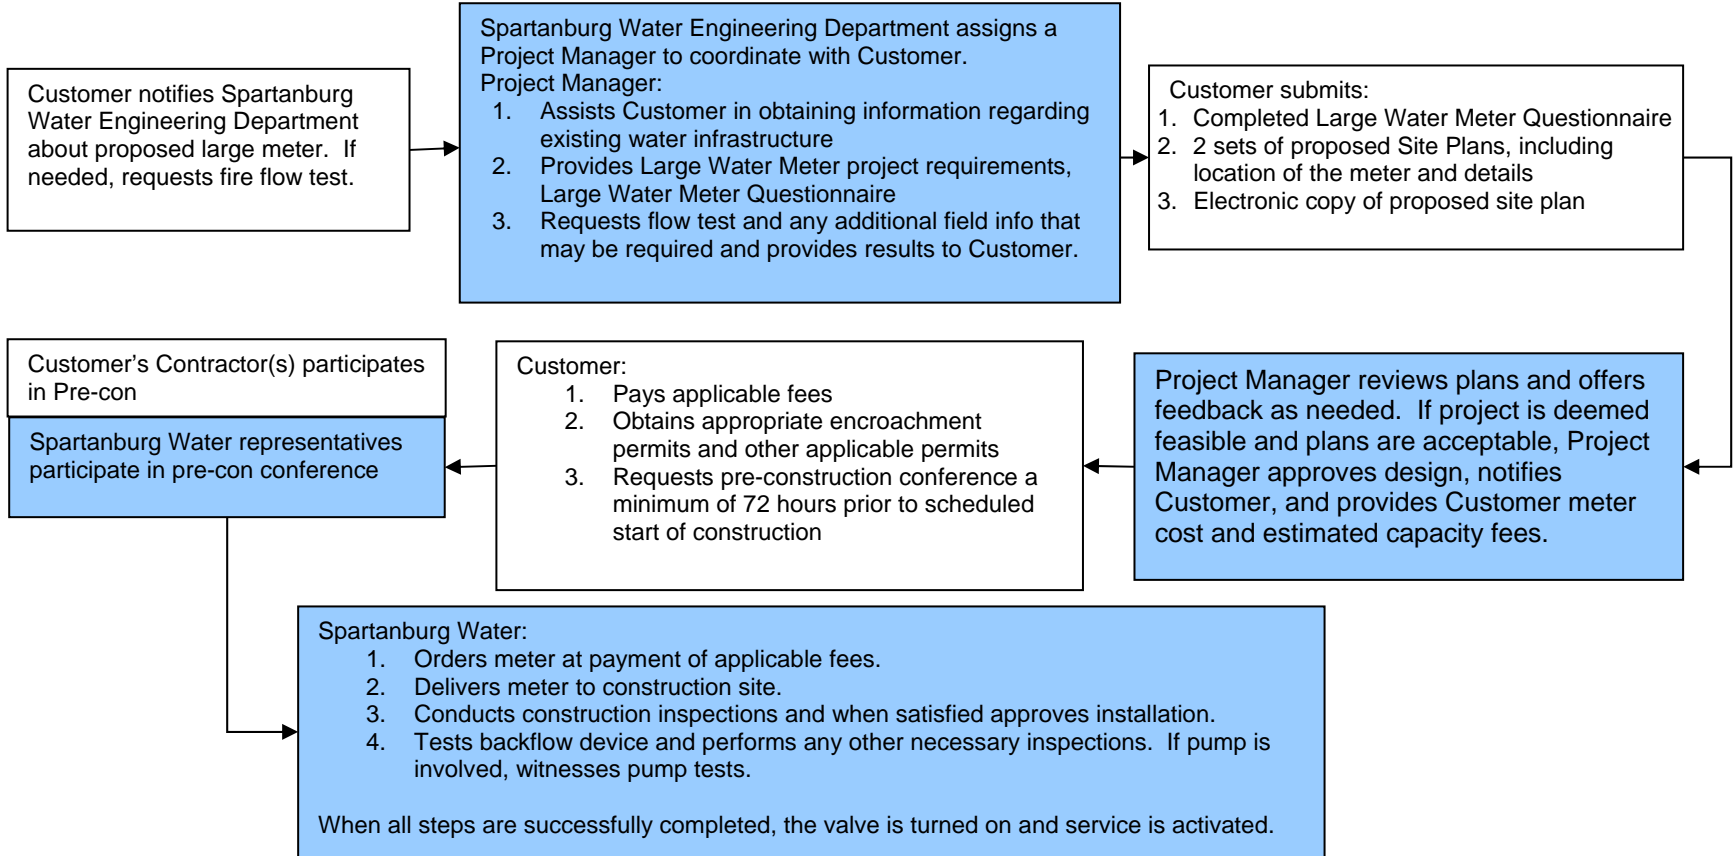 Customer notifies Spartanburg
Water Engineering Department
about proposed large meter.  If
needed, requests fire flow test.
Spartanburg Water Engineering Department assigns a
Project Manager to coordinate with Customer.
Project Manager:
1. Assists Customer in obtaining information regarding
existing water infrastructure
2. Provides Large Water Meter project requirements,
Large Water Meter Questionnaire
3. Requests flow test and any additional field info that
may be required and provides results to Customer.
Customer submits:
1. Completed Large Water Meter Questionnaire
2. 2 sets of proposed Site Plans, including
location of the meter and details
3. Electronic copy of proposed site plan
Project Manager reviews plans and offers
feedback as needed.  If project is deemed
feasible and plans are acceptable, Project
Manager approves design, notifies
Customer, and provides Customer meter
cost and estimated capacity fees.
Customer:
1. Pays applicable fees
2. Obtains appropriate encroachment
permits and other applicable permits
3. Requests pre-construction conference a
minimum of 72 hours prior to scheduled
start of construction
Customer’s Contractor(s) participates
in Pre-con
Spartanburg Water representatives
participate in pre-con conference
Spartanburg Water:
1. Orders meter at payment of applicable fees.
2. Delivers meter to construction site.
3. Conducts construction inspections and when satisfied approves installation.
4. Tests backflow device and performs any other necessary inspections.  If pump is
involved, witnesses pump tests.
When all steps are successfully completed, the valve is turned on and service is activated.